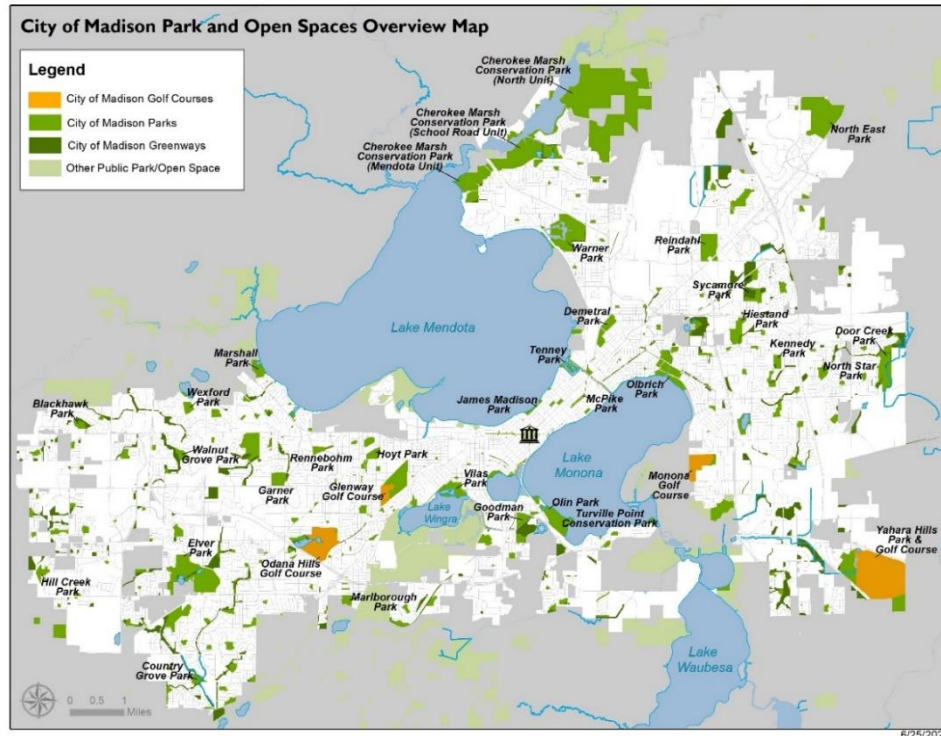 City of Madison Park and Open Spaces Overview Map
Legend
City of Madison Golf Courses
City of Madison Parks
City of Madison Greenways
Other Public Park/Open Space
Cherokee Marsh
Conservation Park
(North Unit)
Cherokee Marsh
Conservation Park
(School Road Unit)
Cherokee Marsh
Conservation Park
(Mendota Unit)
North East
Park
Warner
Park
Reindahl
Park
Sycamore
Park
Lake Mendota
Demetral
Park
Hiestand
Park
Door Creek
Park
Kennedy
Park
Marshall
Park
Tenney
Park
North Star
Park
Wexford
Park
Olbrich
Park
Blackhawk
Park
James Madison
Park
McPike
Park
Walnut
Grove Park
Rennebohm
Park
Hoyt Park
Lake
Monona
Vilas
Park
Monona
Golf
Course
Garner
Park
Glenway
Golf Course
Lake
Wingra
Goodman
Park
Olin Park
Turville Point
Conservation Park
Yahara Hills
Park &
Golf Course
Elver
Park
Odana Hills
Golf Course
Hill Creek
Park
Marlborough
Park
Country
Grove Park
Lake
Waubesa
0 0.5 1
Miles